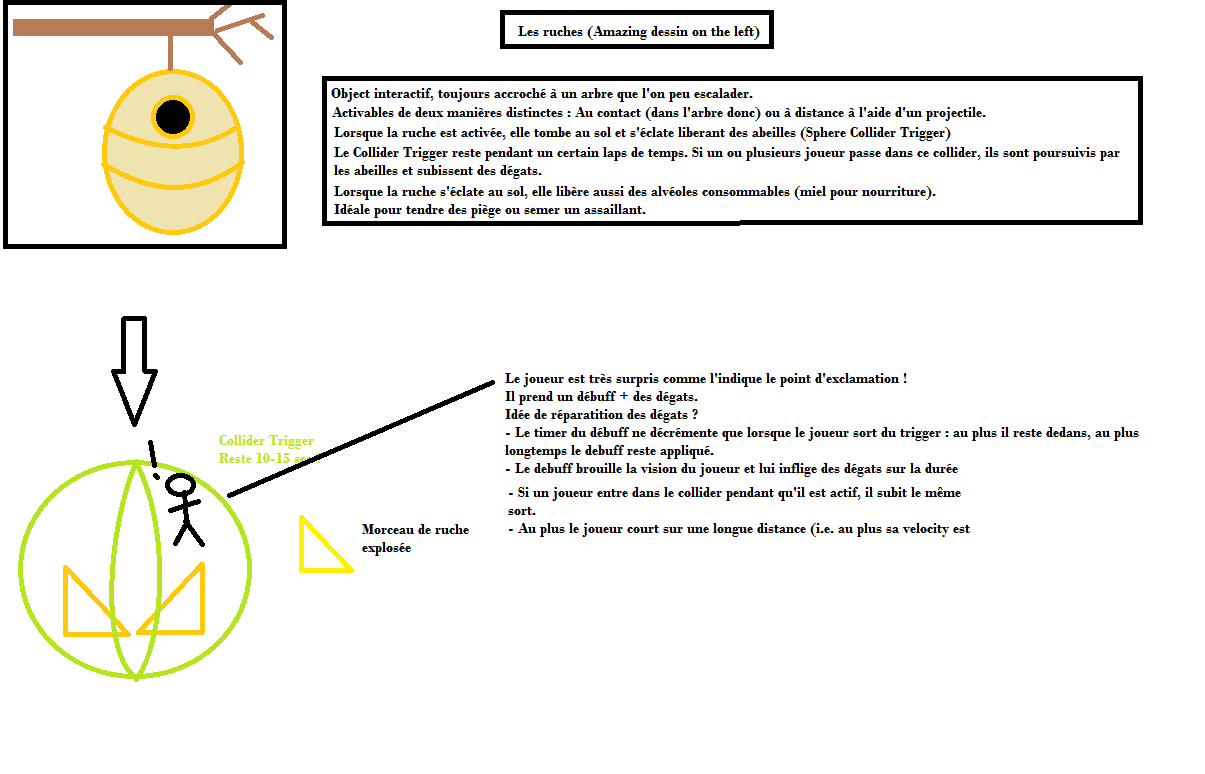 Les ruches (Amazing dessin on the left)
Object interactif, toujours accroché à un arbre que l'on peu escalader.
Activables de deux manières distinctes : Au contact (dans l'arbre donc) ou à distance à l'aide d'un projectile.
Lorsque la ruche est activée, elle tombe au sol et s'éclate liberant des abeilles (Sphere Collider Trigger)
Le Collider Trigger reste pendant un certain laps de temps. Si un ou plusieurs joueur passe dans ce collider, ils sont poursuivis par
les abeilles et subissent des dégats.
Lorsque la ruche s'éclate au sol, elle libère aussi des alvéoles consommables (miel pour nourriture).
Idéale pour tendre des piège ou semer un assaillant.
Collider Trigger
Reste 10-15
Le joueur est très surpris comme l'indique le point d'exclamation !
Il prend un débuff + des dégats.
Idée de réparatition des dégats ?
- Le timer du débuff ne décrémente que lorsque le joueur sort du trigger : au plus il reste dedans, au plus
longtemps le debuff reste appliqué.
- Le debuff brouille la vision du joueur et lui inflige des dégats sur la durée
- Si un joueur entre dans le collider pendant qu'il est actif, il subit le même
sort.
- Au plus le joueur court sur une longue distance (i.e. au plus sa velocity est
Morceau de ruche
explosée